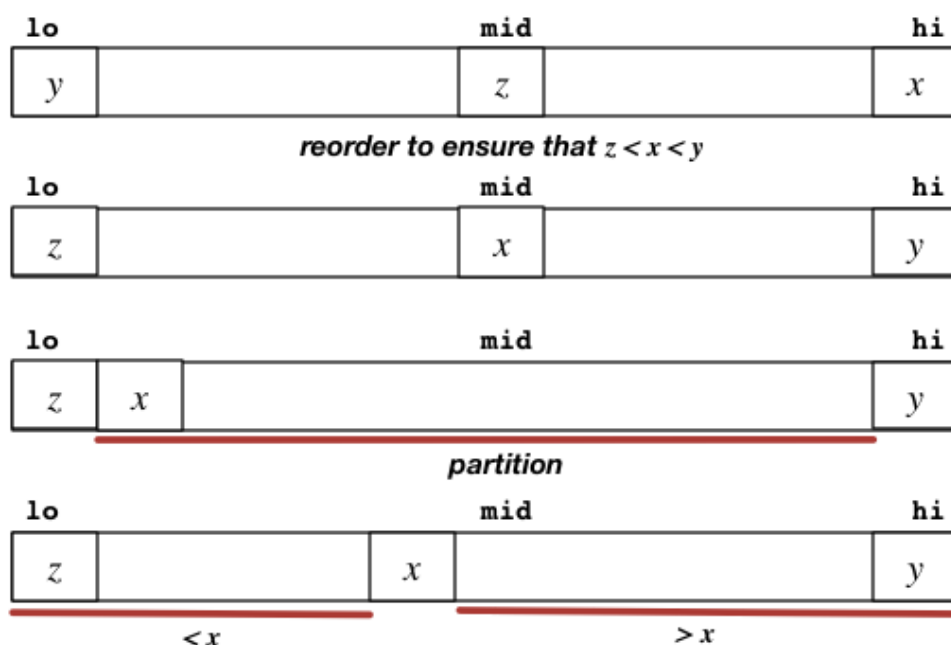 lo mid hi
y z x
reorder to ensure that z < x < y
lo mid hi
z x y
lo mid hi
z x y
partition
lo mid hi
z x y
< x > x